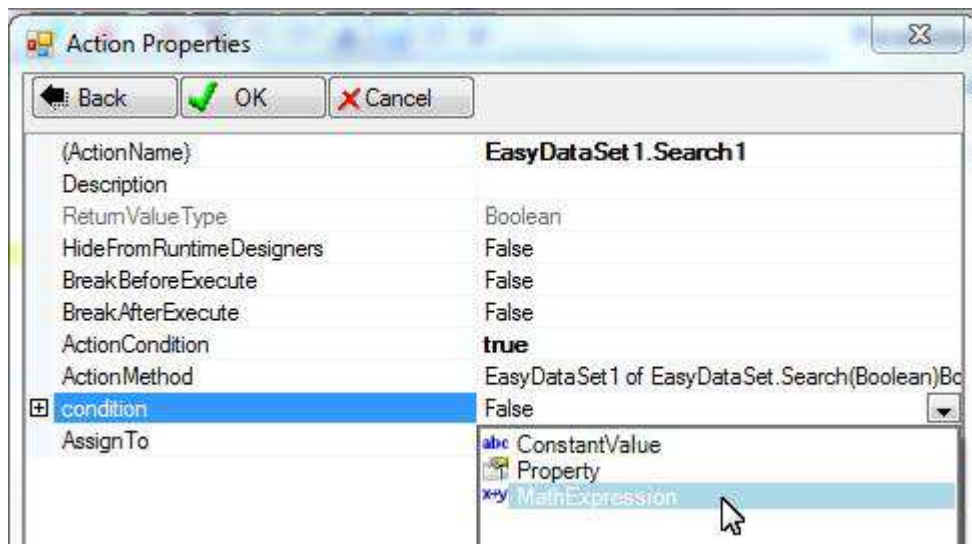 Action Properties
Back OK Cancel
(ActionName) EasyDataSet1.Search1
Description
ReturnValueType Boolean
HideFromRuntimeDesigners False
BreakBeforeExecute False
BreakAfterExecute False
ActionCondition true
ActionMethod EasyDataSet1 of EasyDataSet.Search(Boolean)Bo
condition False
AssignTo
abc ConstantValue
Property
x+y MathExpression